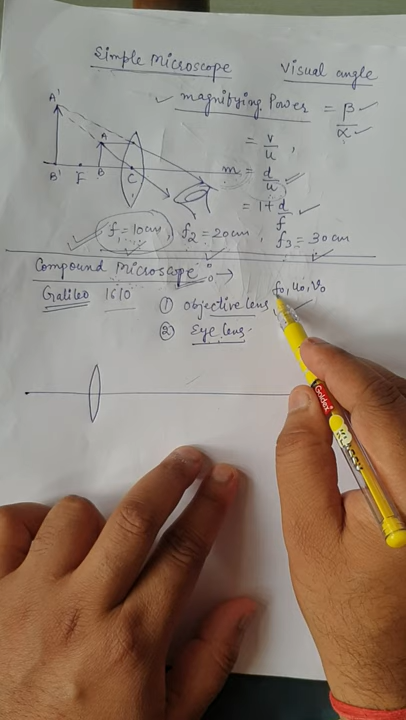 Simple Microscope
Visual angle
magnifying Power = β/α
= v/u ,
m = d/u
= 1+d/f
A'
A
B' F B C
f₁=10cm , f₂=20cm , f₃=30cm
Compound Microscope :→
Galileo 1610
① Objective lens f₀, u₀, v₀
② Eye lens
Goldex